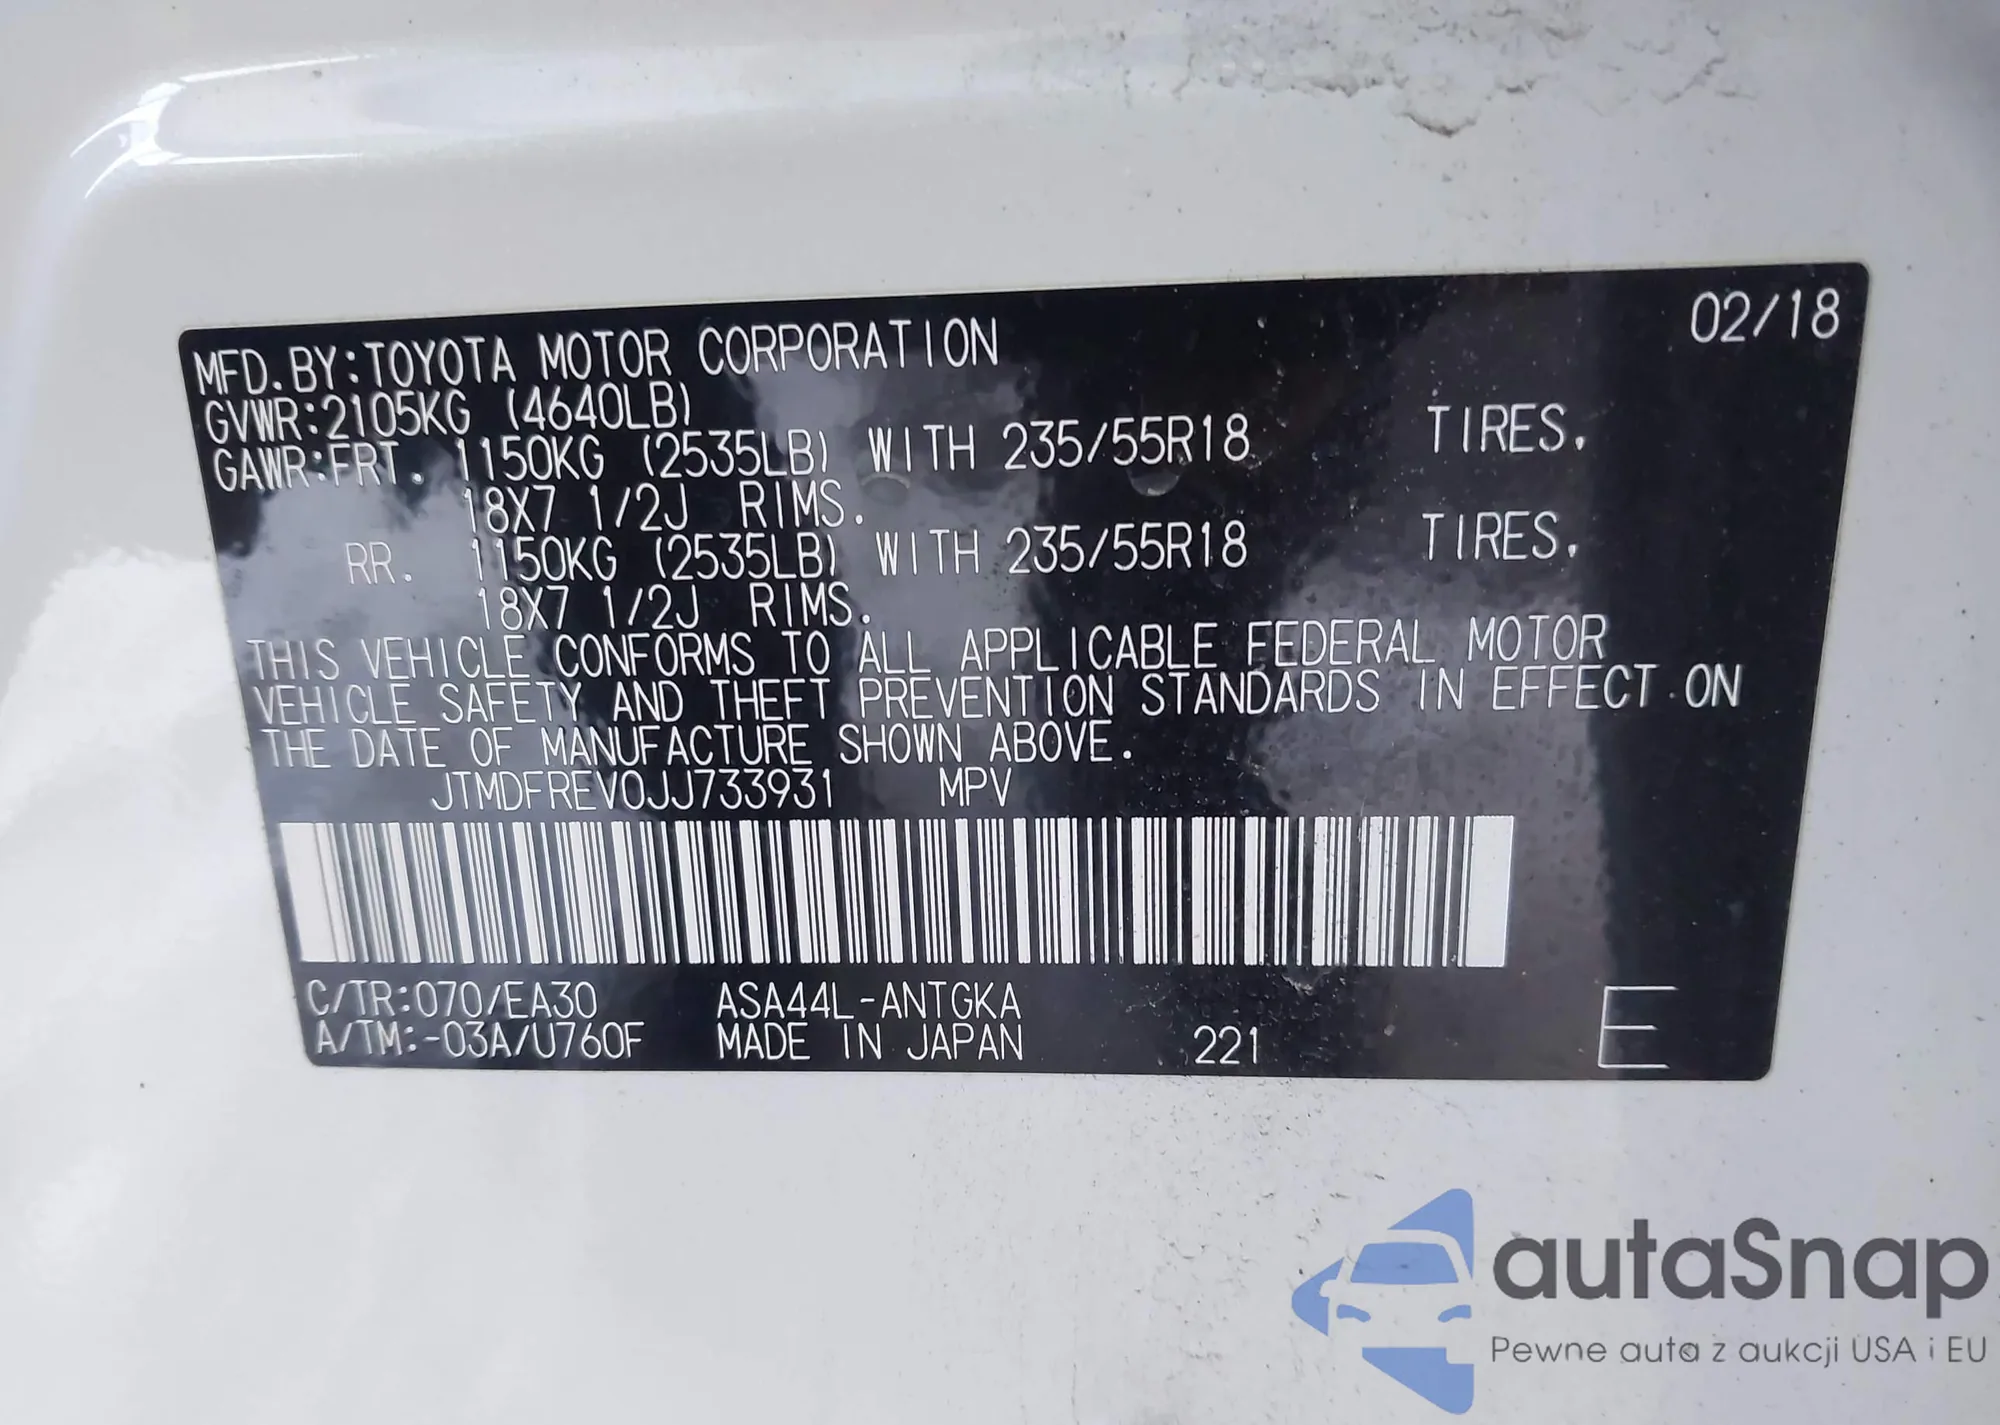 02/18
MFD.BY:TOYOTA MOTOR CORPORATION
GVWR:2105KG (4640LB)
GAWR:FRT. 1150KG (2535LB) WITH 235/55R18 TIRES.
18X7 1/2J RIMS.
RR. 1150KG (2535LB) WITH 235/55R18 TIRES.
18X7 1/2J RIMS.
THIS VEHICLE CONFORMS TO ALL APPLICABLE FEDERAL MOTOR
VEHICLE SAFETY AND THEFT PREVENTION STANDARDS IN EFFECT ON
THE DATE OF MANUFACTURE SHOWN ABOVE.
JTMDFREV0JJ733931 MPV
C/TR:070/EA30 ASA44L-ANTGKA
A/TM:-03A/U760F MADE IN JAPAN 221 E
autaSnap
Pewne auta z aukcji USA i EU